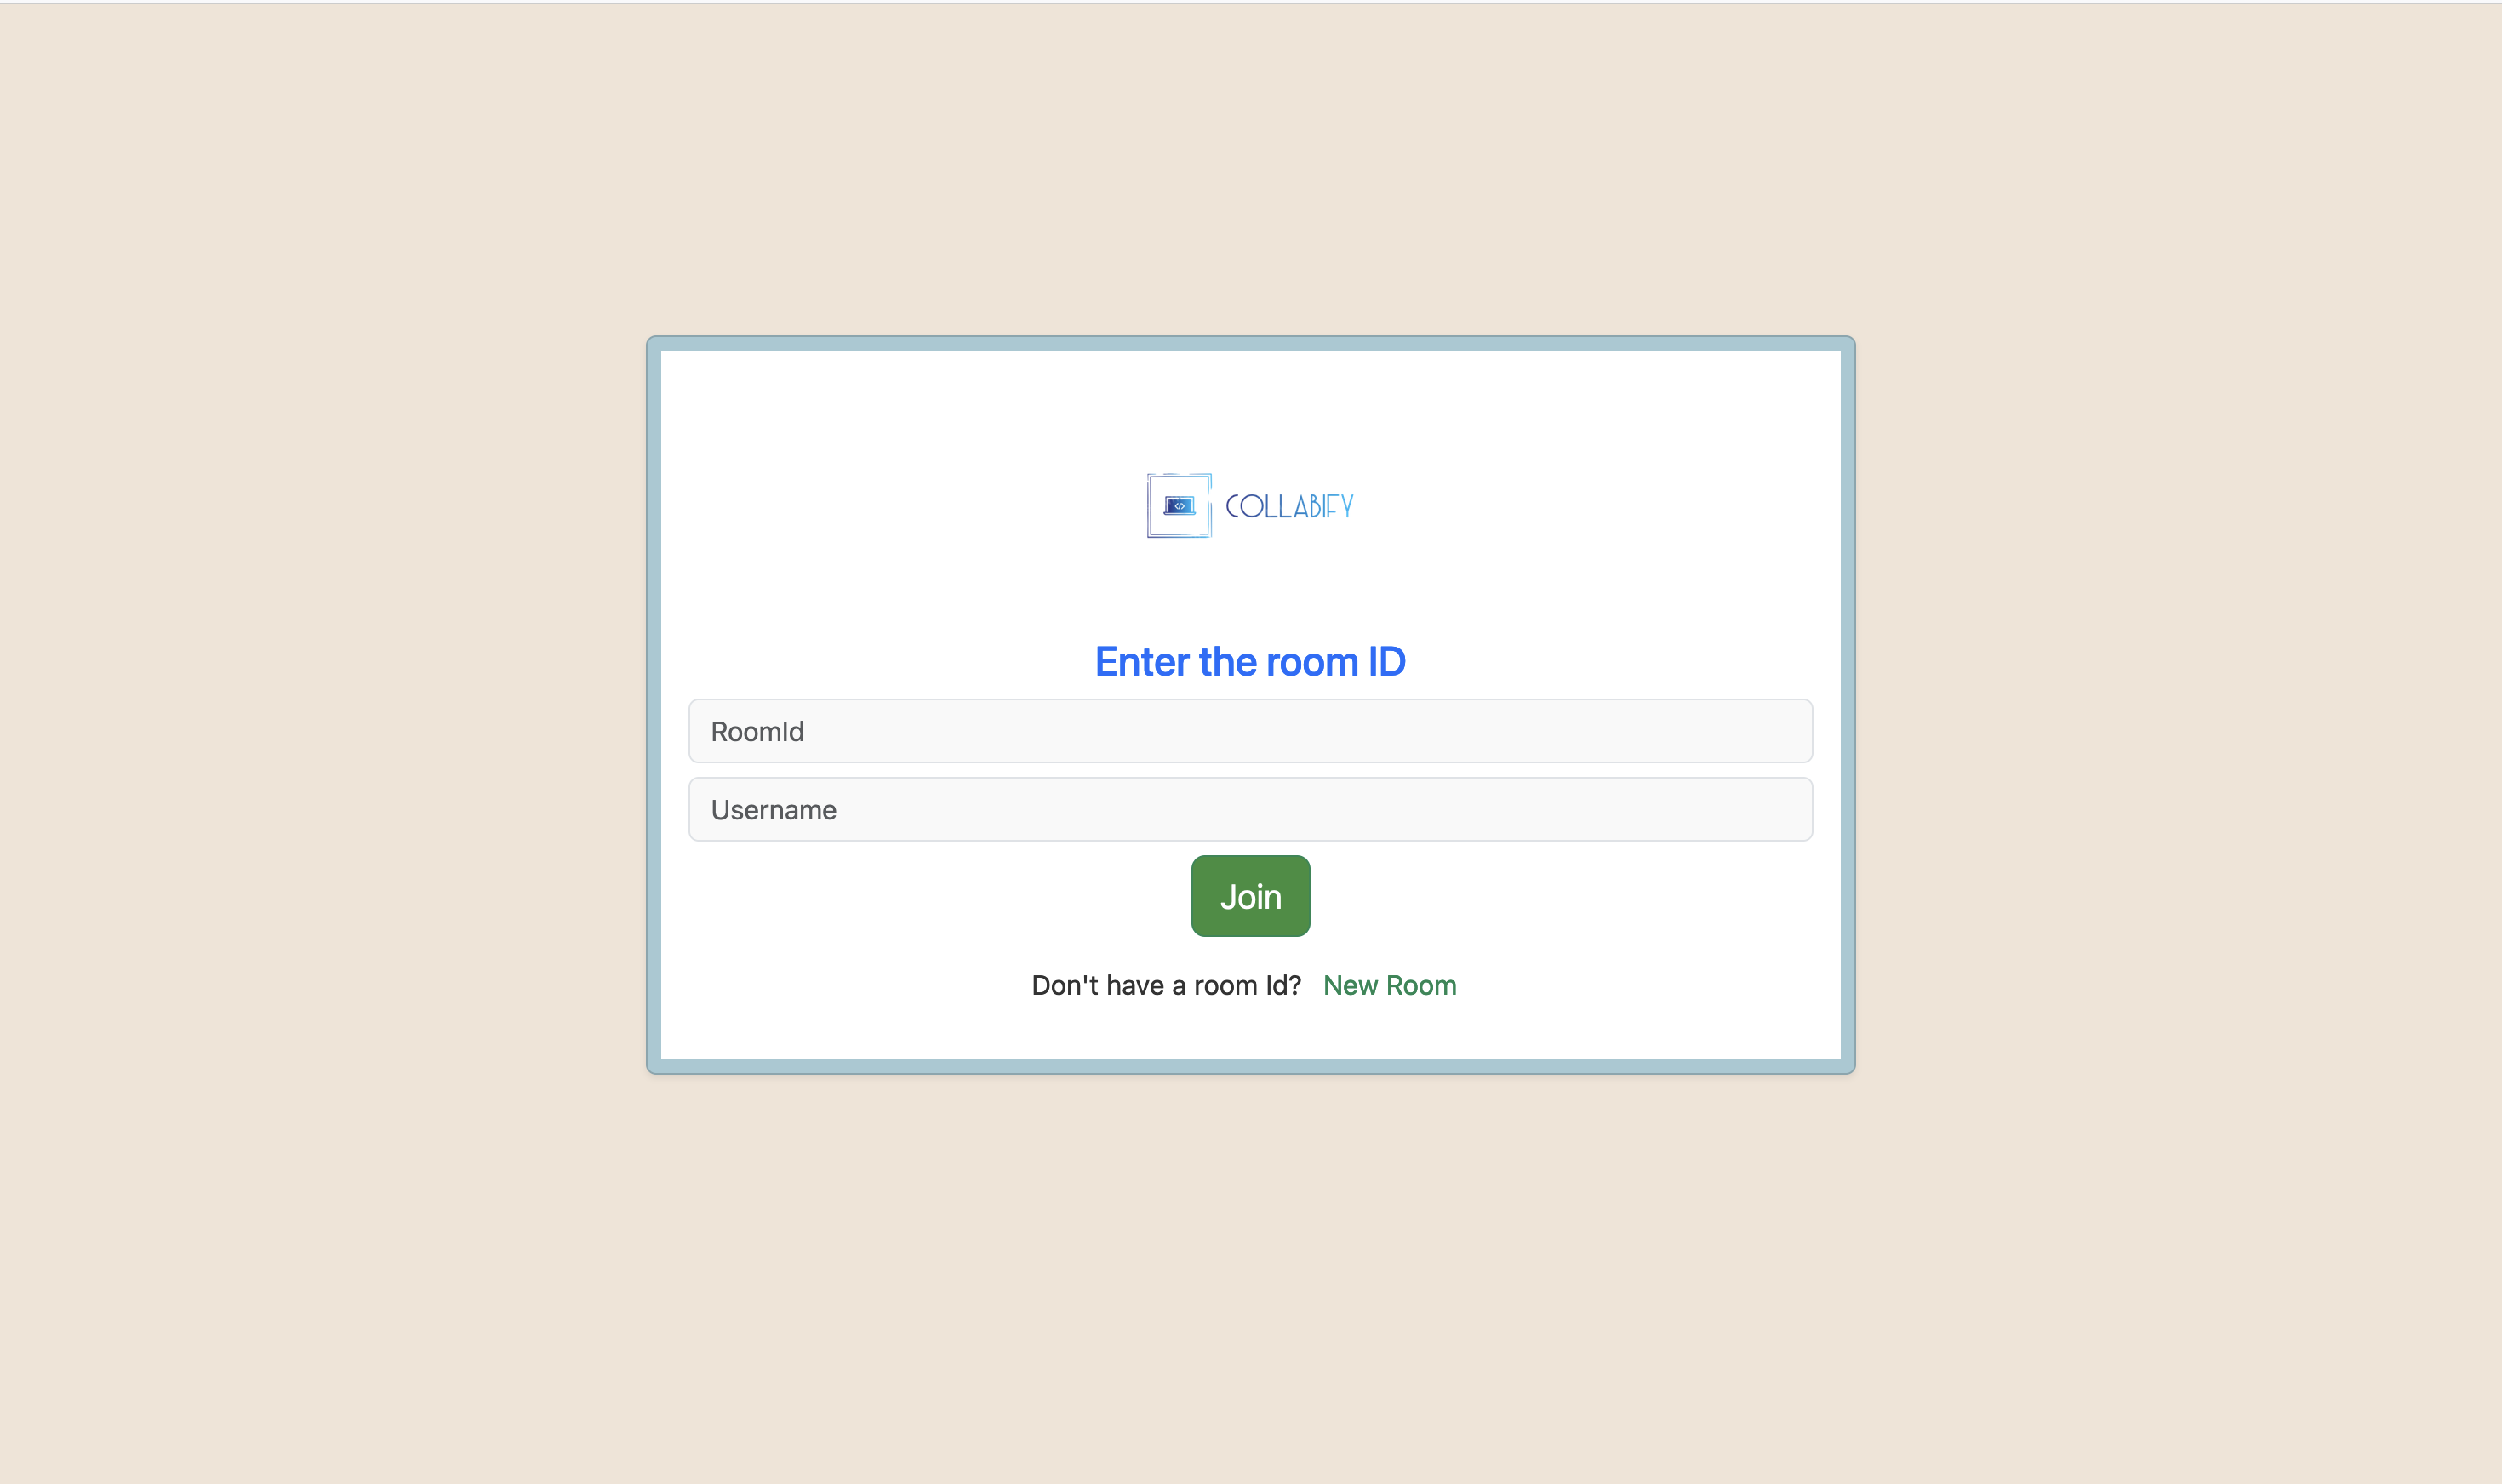 </>
COLLABIFY
Enter the room ID
RoomId
Username
Join
Don't have a room Id? New Room